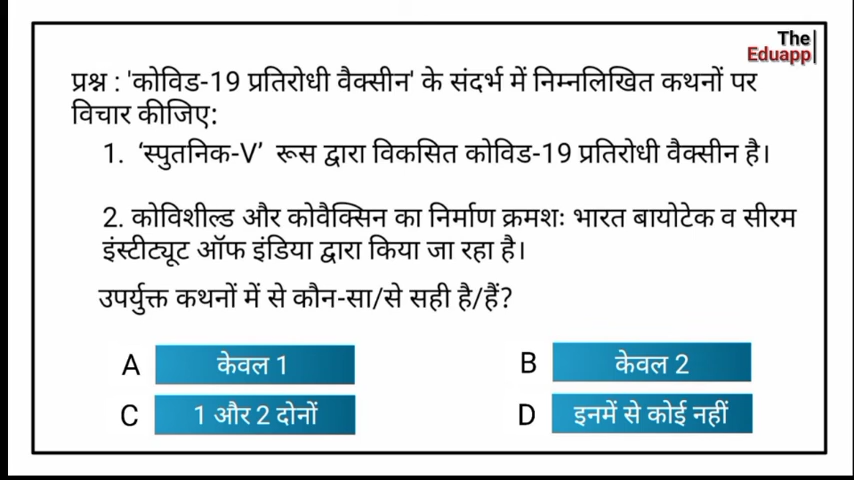 The
Eduapp
प्रश्न : 'कोविड-19 प्रतिरोधी वैक्सीन' के संदर्भ में निम्नलिखित कथनों पर
विचार कीजिए:
1. ‘स्पुतनिक-V’ रूस द्वारा विकसित कोविड-19 प्रतिरोधी वैक्सीन है।
2. कोविशील्ड और कोवैक्सिन का निर्माण क्रमशः भारत बायोटेक व सीरम
इंस्टीट्यूट ऑफ इंडिया द्वारा किया जा रहा है।
उपर्युक्त कथनों में से कौन-सा/से सही है/हैं?
A केवल 1
B केवल 2
C 1 और 2 दोनों
D इनमें से कोई नहीं